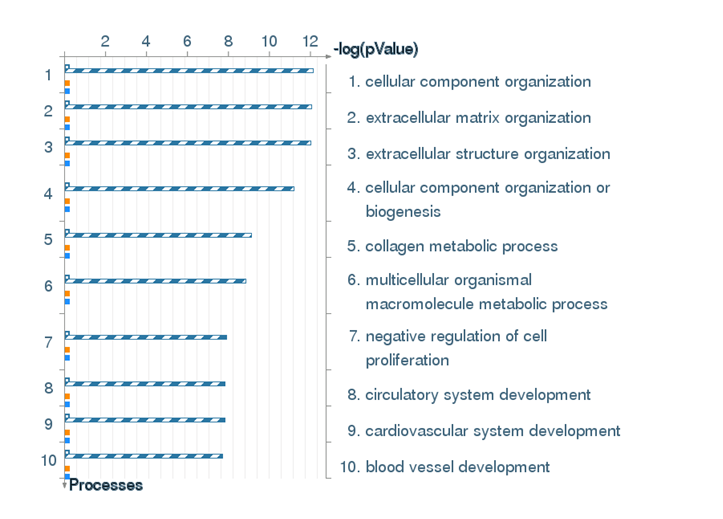 2 4 6 8 10 12 -log(pValue)
1 1. cellular component organization
2 2. extracellular matrix organization
3 3. extracellular structure organization
4 4. cellular component organization or
biogenesis
5 5. collagen metabolic process
6 6. multicellular organismal
macromolecule metabolic process
7 7. negative regulation of cell
proliferation
8 8. circulatory system development
9 9. cardiovascular system development
10 10. blood vessel development
Processes